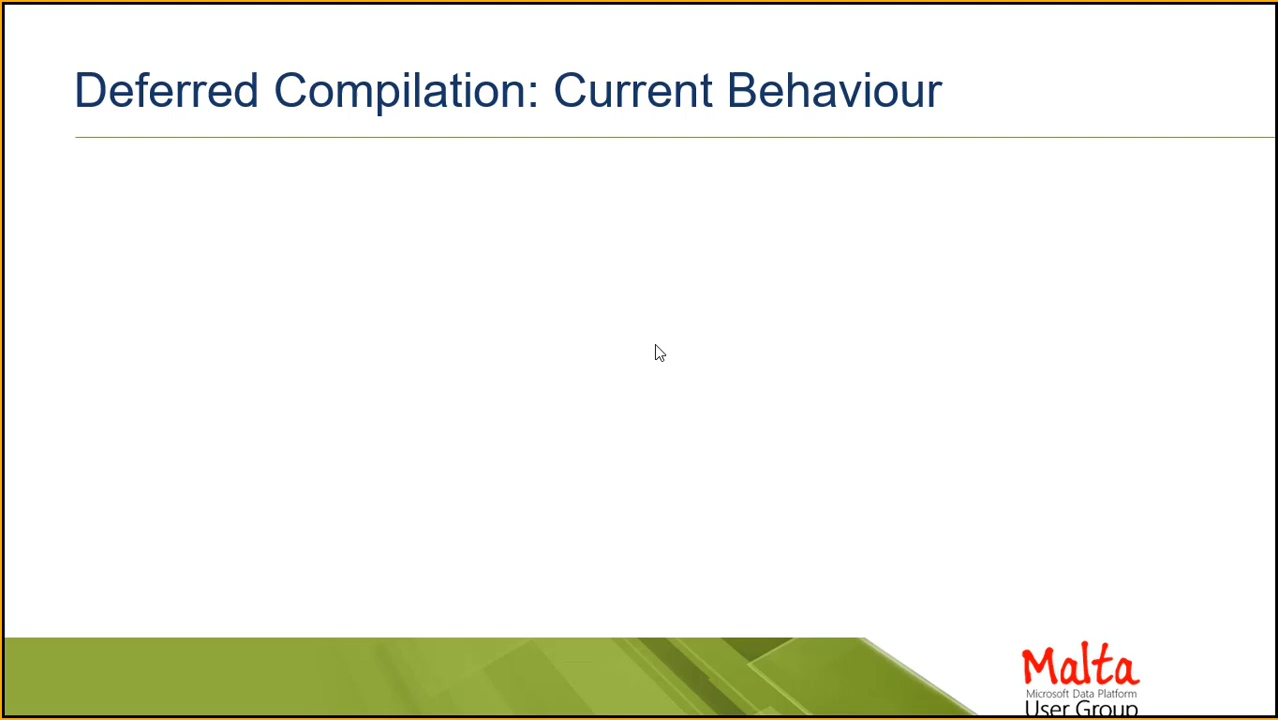 Deferred Compilation: Current Behaviour
Malta
Microsoft Data Platform
User Group